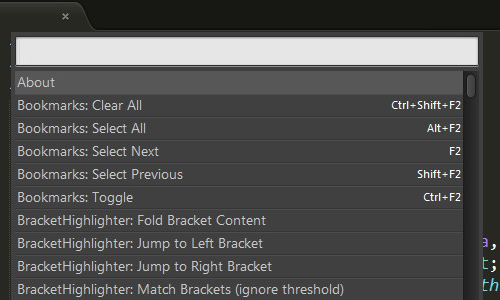 About
Bookmarks: Clear All Ctrl+Shift+F2
Bookmarks: Select All Alt+F2
Bookmarks: Select Next F2
Bookmarks: Select Previous Shift+F2
Bookmarks: Toggle Ctrl+F2
BracketHighlighter: Fold Bracket Content
BracketHighlighter: Jump to Left Bracket
BracketHighlighter: Jump to Right Bracket
BracketHighlighter: Match Brackets (ignore threshold)